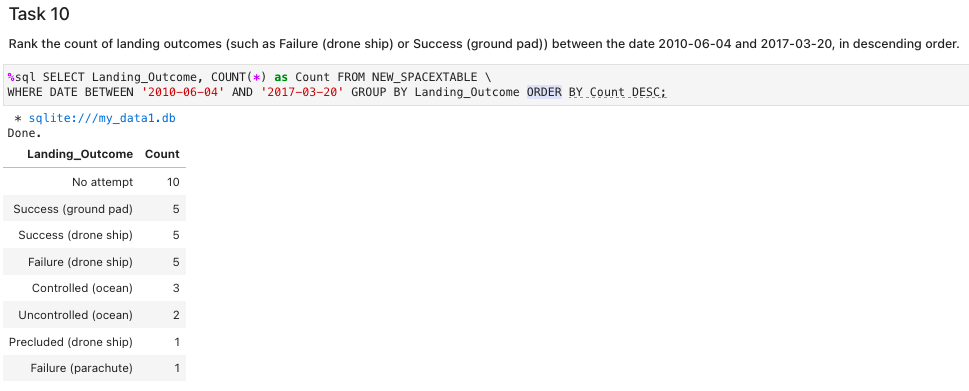 Task 10
Rank the count of landing outcomes (such as Failure (drone ship) or Success (ground pad)) between the date 2010-06-04 and 2017-03-20, in descending order.
%sql SELECT Landing_Outcome, COUNT(*) as Count FROM NEW_SPACEXTABLE \
WHERE DATE BETWEEN '2010-06-04' AND '2017-03-20' GROUP BY Landing_Outcome ORDER BY Count DESC;
* sqlite:///my_data1.db
Done.
Landing_Outcome Count
No attempt 10
Success (ground pad) 5
Success (drone ship) 5
Failure (drone ship) 5
Controlled (ocean) 3
Uncontrolled (ocean) 2
Precluded (drone ship) 1
Failure (parachute) 1